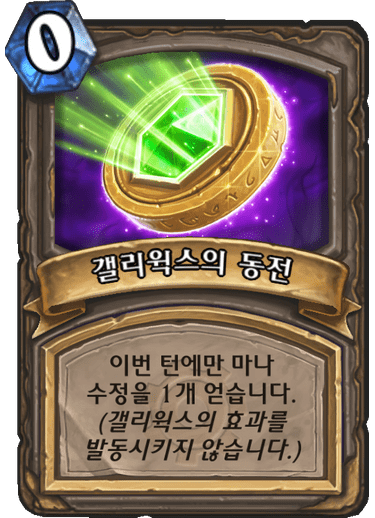 0
갤리윅스의 동전
이번 턴에만 마나
수정을 1개 얻습니다.
(갤리윅스의 효과를
발동시키지 않습니다.)